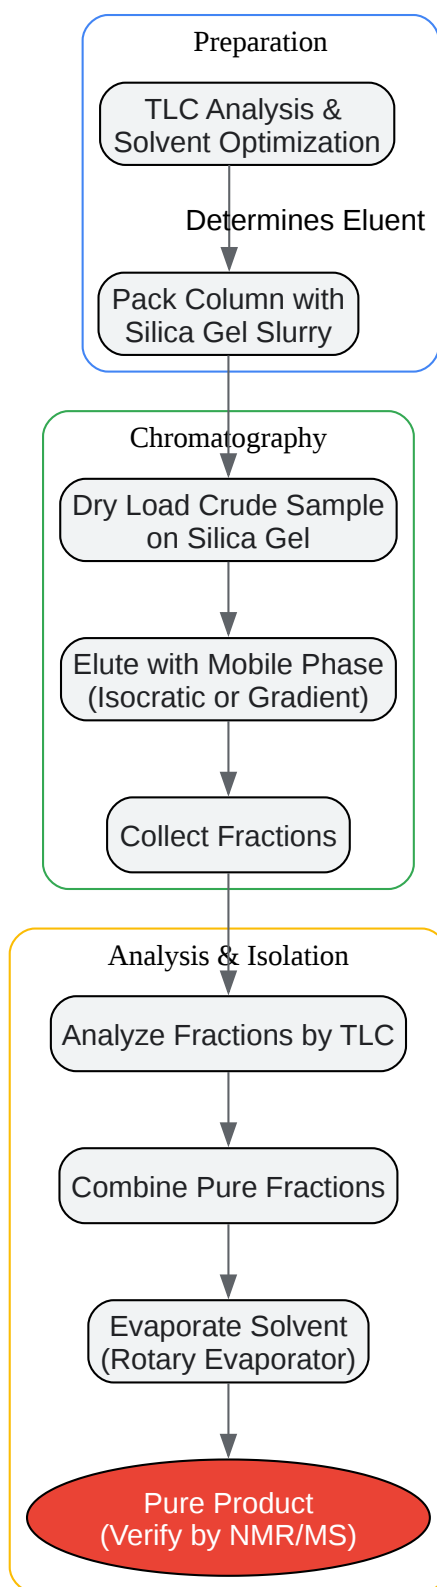 Preparation
TLC Analysis &
Solvent Optimization
Determines Eluent
Pack Column with
Silica Gel Slurry
Chromatography
Dry Load Crude Sample
on Silica Gel
Elute with Mobile Phase
(Isocratic or Gradient)
Collect Fractions
Analysis & Isolation
Analyze Fractions by TLC
Combine Pure Fractions
Evaporate Solvent
(Rotary Evaporator)
Pure Product
(Verify by NMR/MS)